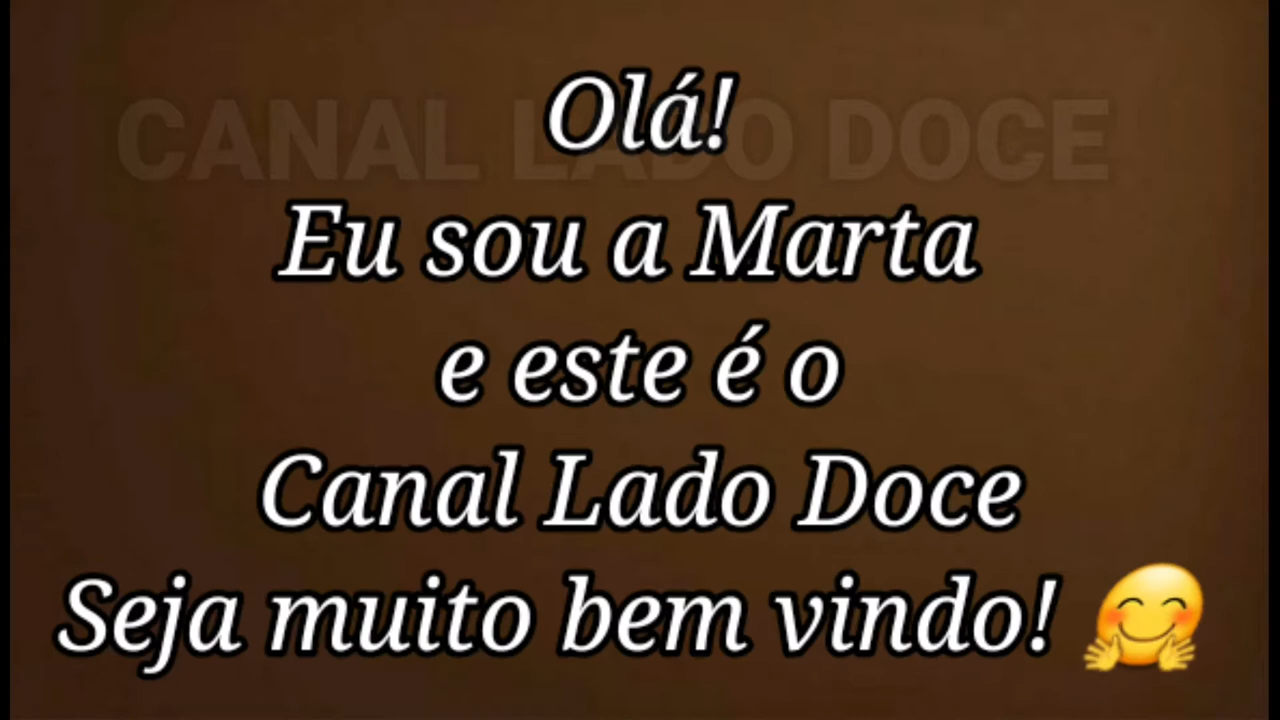 CANAL LADO DOCE
Olá!
Eu sou a Marta
e este é o
Canal Lado Doce
Seja muito bem vindo! 🤗